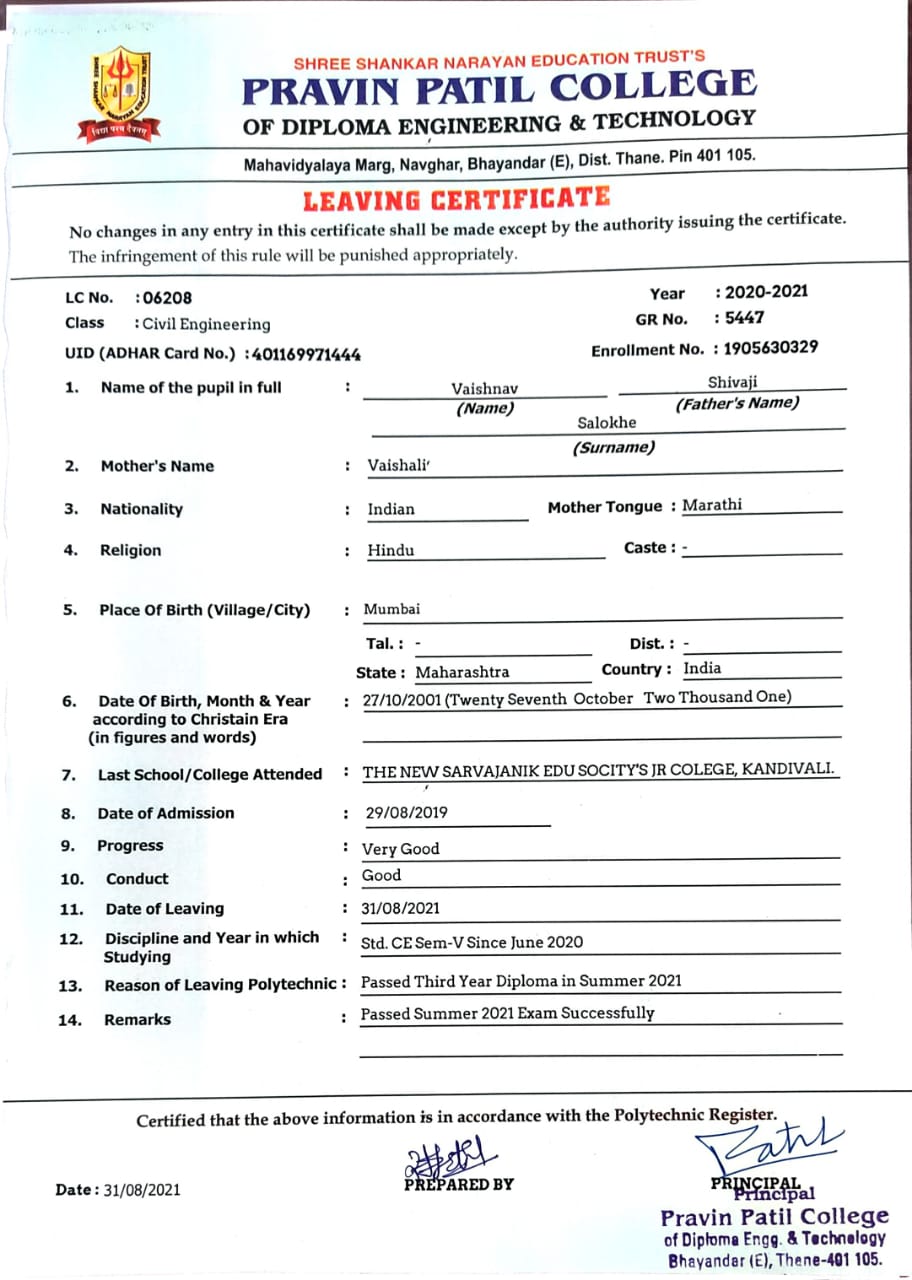 SHREE SHANKAR NARAYAN EDUCATION TRUST
विद्या परम दैवतम्
SHREE SHANKAR NARAYAN EDUCATION TRUST'S
PRAVIN PATIL COLLEGE
OF DIPLOMA ENGINEERING & TECHNOLOGY
Mahavidyalaya Marg, Navghar, Bhayandar (E), Dist. Thane. Pin 401 105.
LEAVING CERTIFICATE
No changes in any entry in this certificate shall be made except by the authority issuing the certificate.
The infringement of this rule will be punished appropriately.
LC No. : 06208 Year : 2020-2021
Class : Civil Engineering GR No. : 5447
UID (ADHAR Card No.) : 401169971444 Enrollment No. : 1905630329
1. Name of the pupil in full : Vaishnav Shivaji
(Name) (Father's Name)
Salokhe
(Surname)
2. Mother's Name : Vaishali'
3. Nationality : Indian Mother Tongue : Marathi
4. Religion : Hindu Caste : -
5. Place Of Birth (Village/City) : Mumbai
Tal. : - Dist. : -
State : Maharashtra Country : India
6. Date Of Birth, Month & Year : 27/10/2001 (Twenty Seventh October Two Thousand One)
according to Christain Era
(in figures and words)
7. Last School/College Attended : THE NEW SARVAJANIK EDU SOCITY'S JR COLEGE, KANDIVALI.
8. Date of Admission : 29/08/2019
9. Progress : Very Good
10. Conduct : Good
11. Date of Leaving : 31/08/2021
12. Discipline and Year in which : Std. CE Sem-V Since June 2020
Studying
13. Reason of Leaving Polytechnic : Passed Third Year Diploma in Summer 2021
14. Remarks : Passed Summer 2021 Exam Successfully
Certified that the above information is in accordance with the Polytechnic Register.
Patil
Date : 31/08/2021 PREPARED BY PRINCIPAL
Principal
Pravin Patil College
of Diploma Engg. & Technology
Bhayandar (E), Thane-401 105.